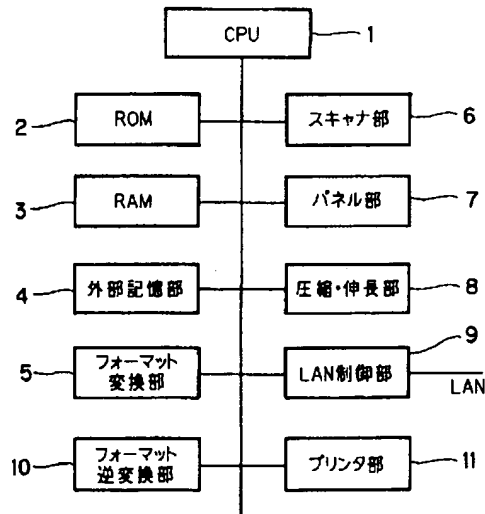 CPU
1
2
ROM
スキャナ部
6
3
RAM
パネル部
7
4
外部記憶部
圧縮・伸長部
8
5
フォーマット
変換部
LAN制御部
9
LAN
10
フォーマット
逆変換部
プリンタ部
11